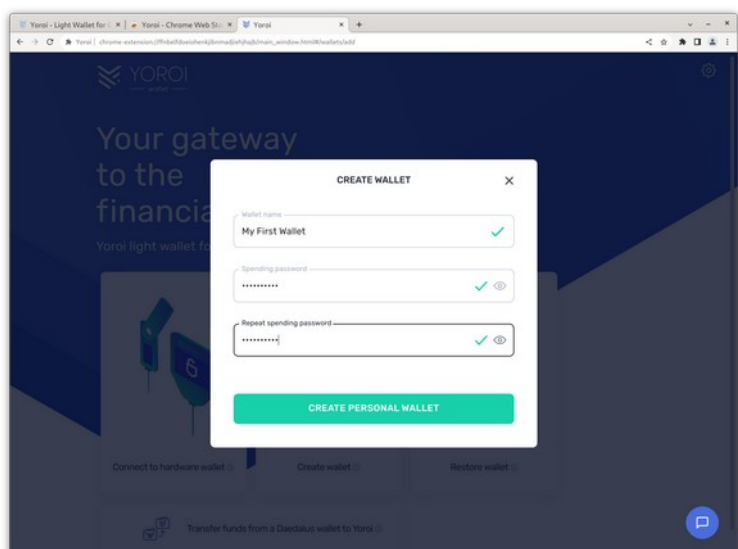 Yoroi - Light Wallet for C
Yoroi - Chrome Web Sto
Yoroi
Yoroi
YOROI
wallet
Your gateway
to the
financia
Yoroi light wallet fo
CREATE WALLET
Wallet name
My First Wallet
Spending password
••••••••••
Repeat spending password
••••••••••
CREATE PERSONAL WALLET
Connect to hardware wallet
Create wallet
Restore wallet
Transfer funds from a Daedalus wallet to Yoroi